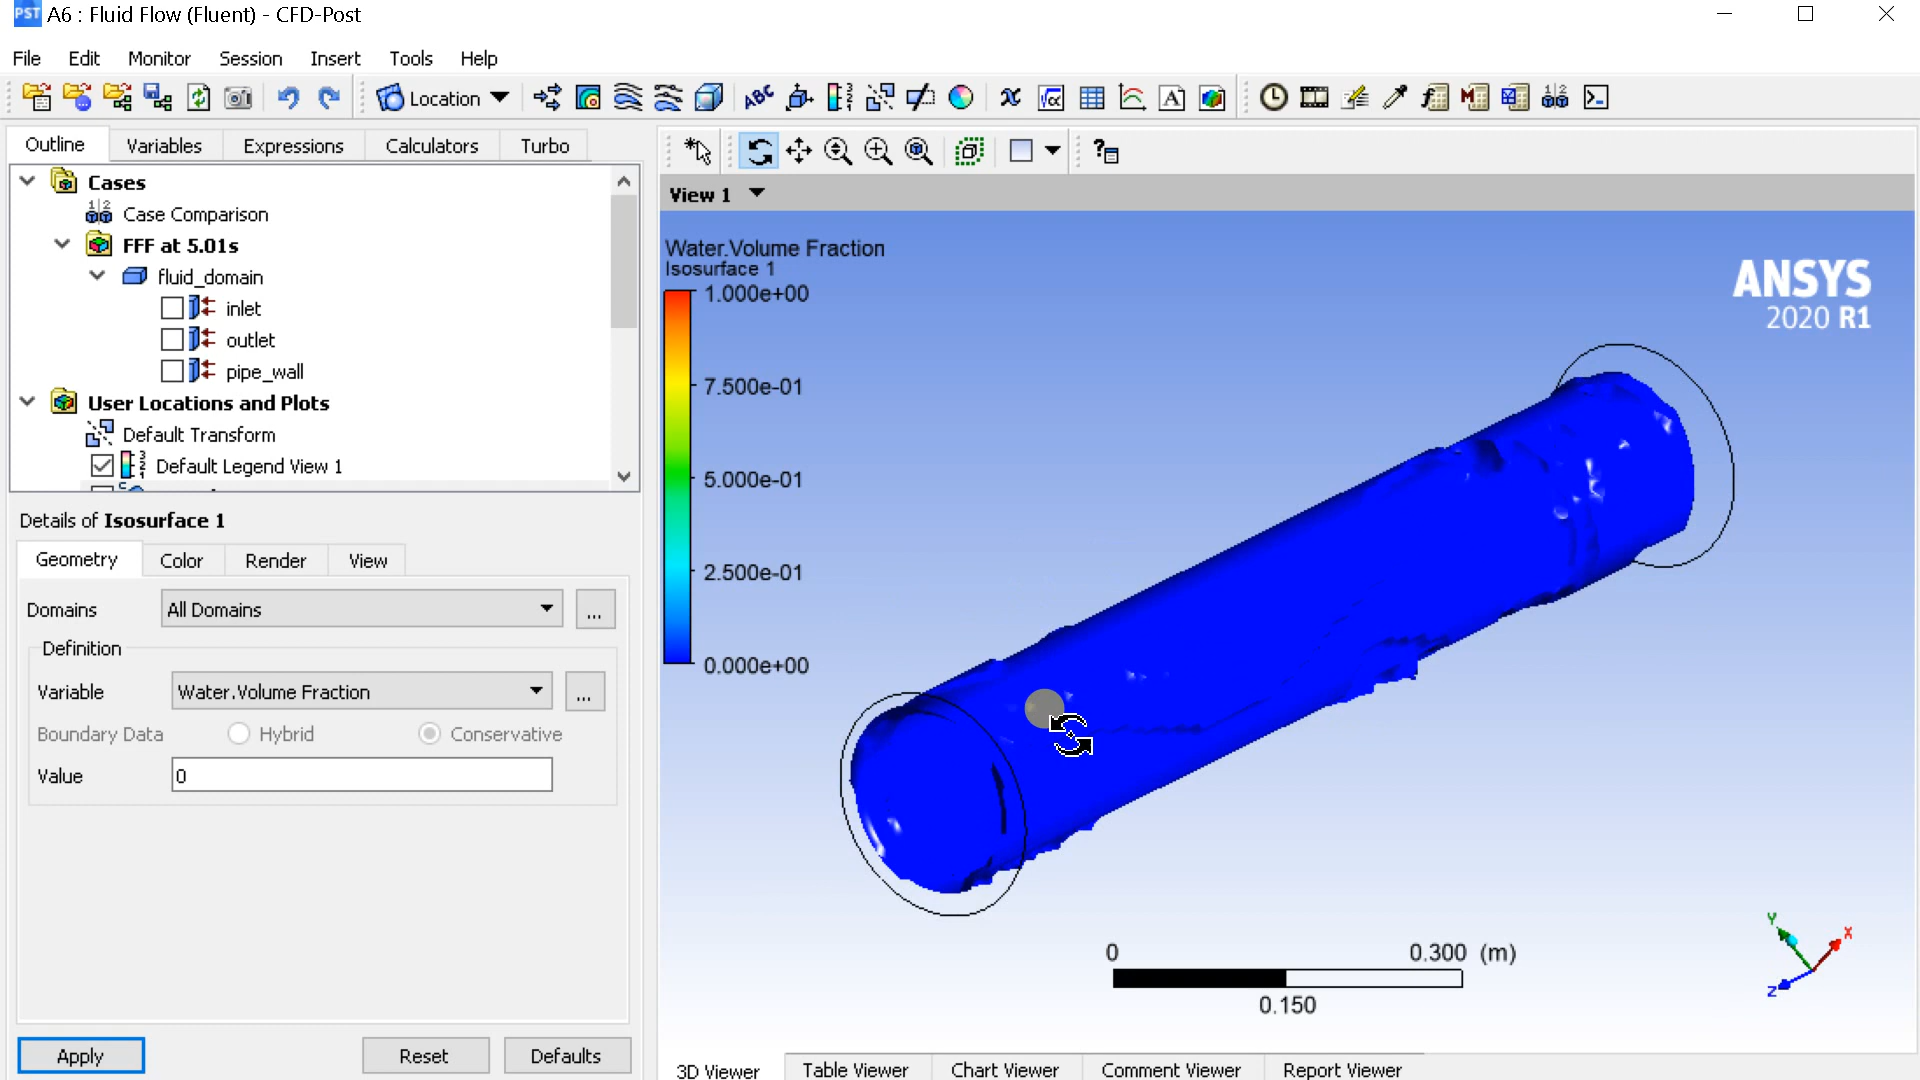 PST A6 : Fluid Flow (Fluent) - CFD-Post
File Edit Monitor Session Insert Tools Help
Location
Outline Variables Expressions Calculators Turbo
Cases
Case Comparison
FFF at 5.01s
fluid_domain
inlet
outlet
pipe_wall
User Locations and Plots
Default Transform
Default Legend View 1
Details of Isosurface 1
Geometry Color Render View
Domains All Domains ...
Definition
Variable Water.Volume Fraction ...
Boundary Data Hybrid Conservative
Value 0
Apply Reset Defaults
View 1
Water.Volume Fraction
Isosurface 1
1.000e+00
7.500e-01
5.000e-01
2.500e-01
0.000e+00
ANSYS
2020 R1
0 0.300 (m)
0.150
Y X
Z
3D Viewer Table Viewer Chart Viewer Comment Viewer Report Viewer